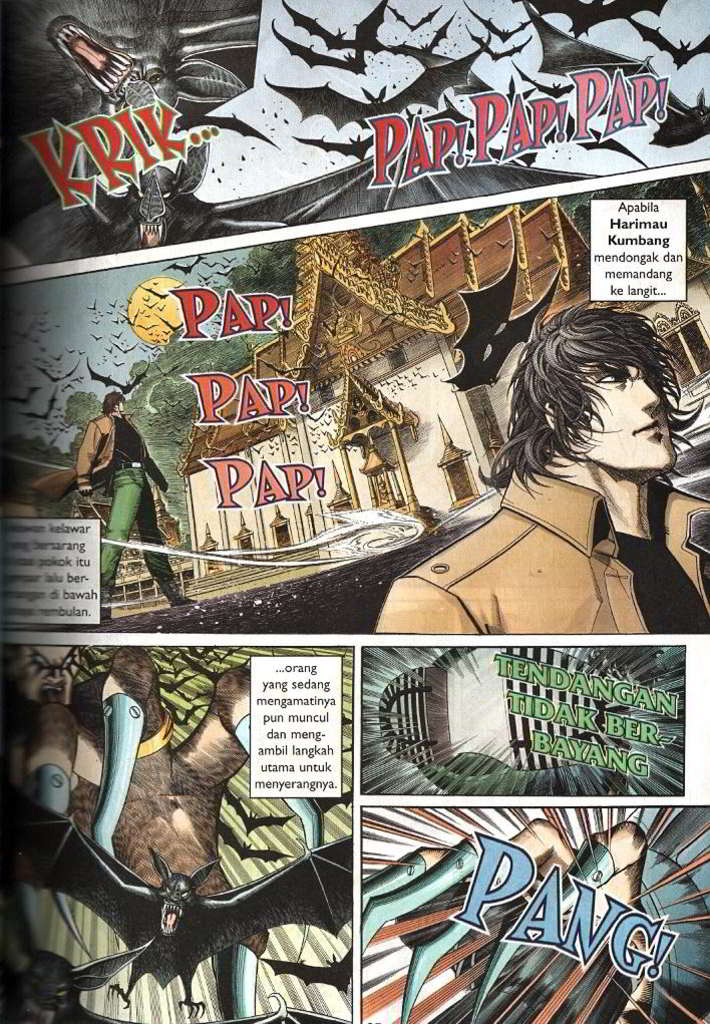 KRIK...
PAP! PAP! PAP!
Apabila
Harimau
Kumbang
mendongak dan
memandang
ke langit...
PAP!
PAP!
PAP!
kelawar
bersarang
pokok itu
lalu ber-
di bawah
rembulan.
...orang
yang sedang
mengamatinya
pun muncul
dan meng-
ambil langkah
utama untuk
menyerangnya.
TENDANGAN
TIDAK BER-
BAYANG
PANG!